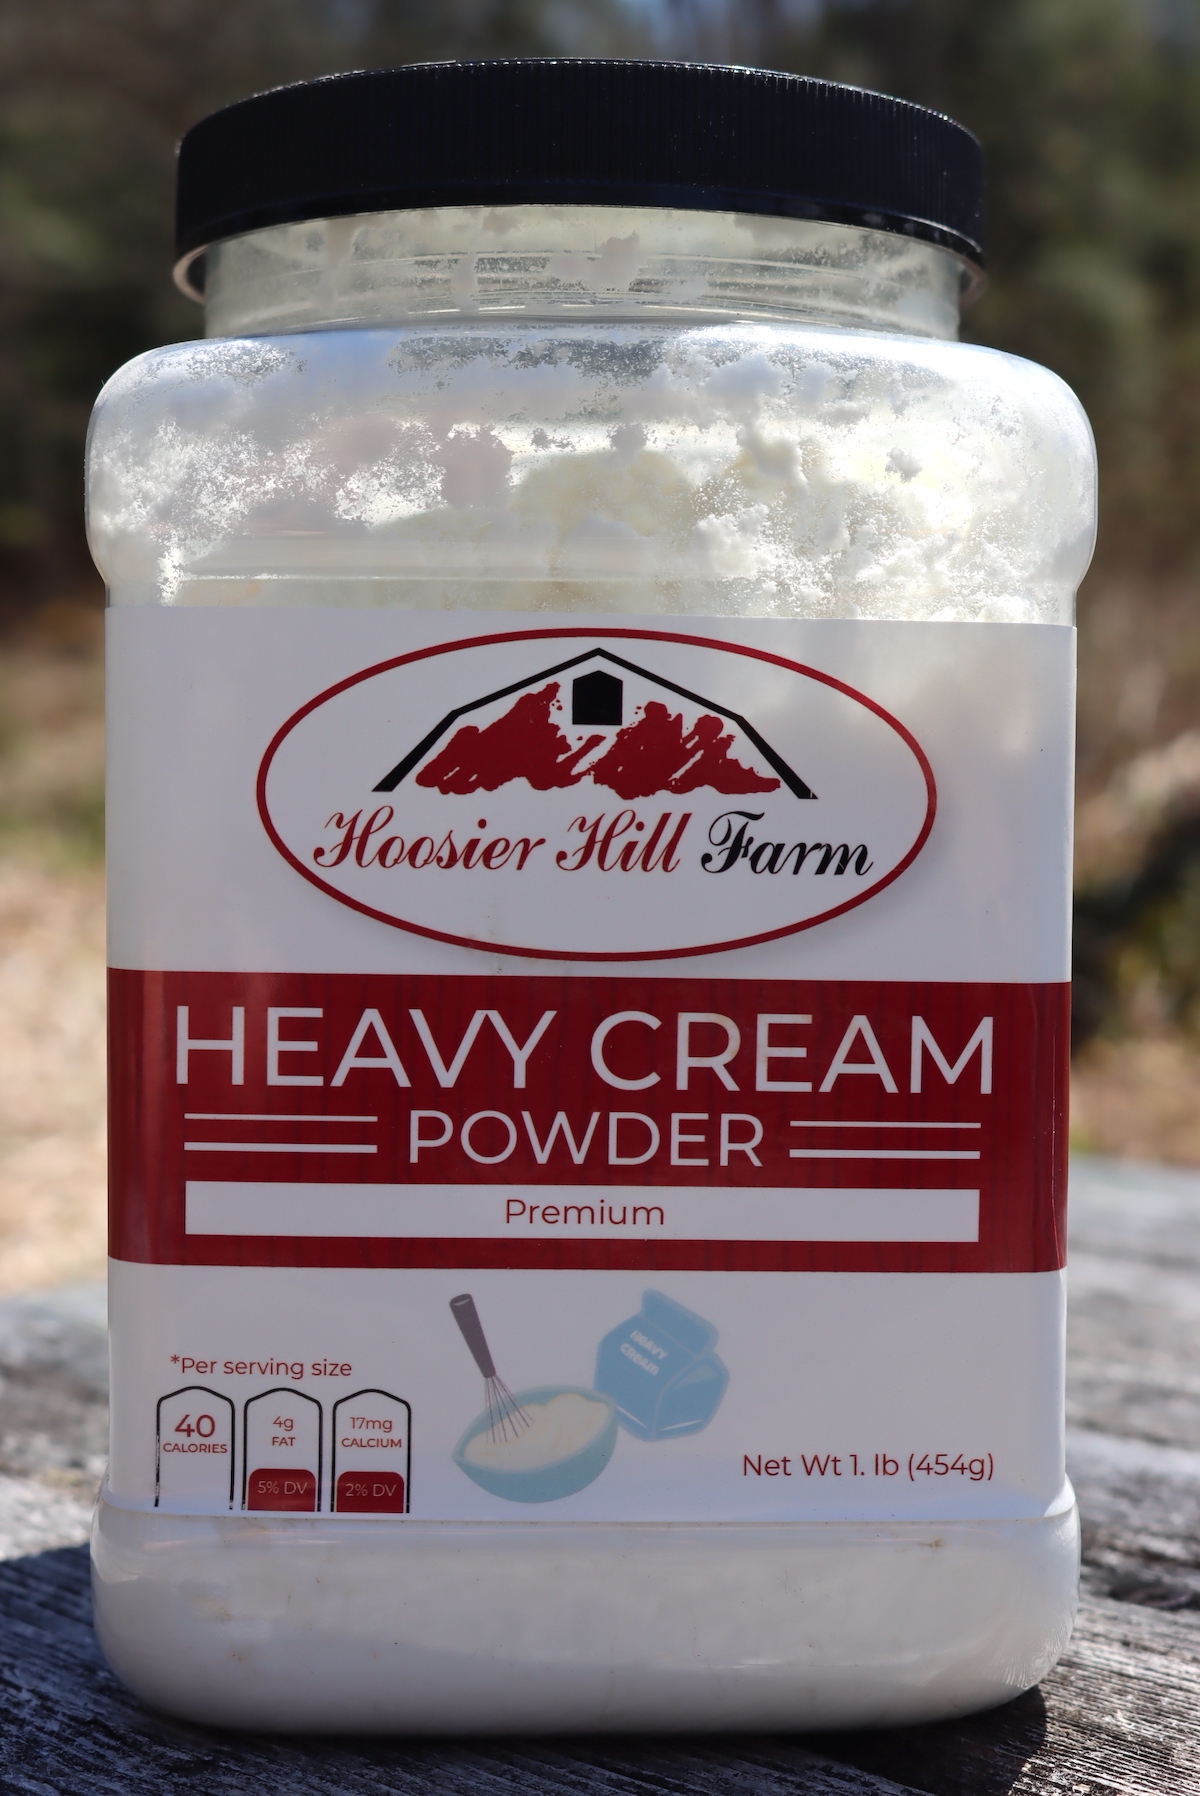 Hoosier Hill Farm
HEAVY CREAM
POWDER
Premium
HEAVY
CREAM
*Per serving size
40
CALORIES
4g
FAT
5% DV
17mg
CALCIUM
2% DV
Net Wt 1. lb (454g)